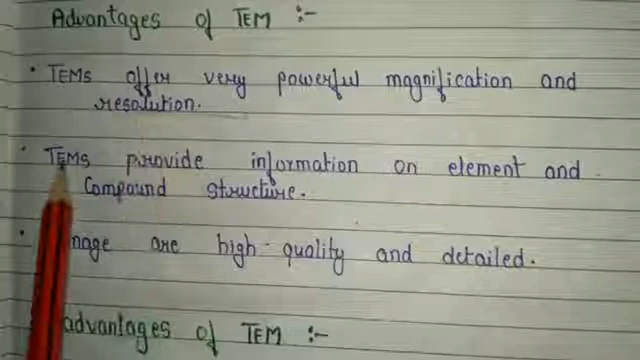 Advantages of TEM :-
• TEMs offer very powerful magnification and
resolution.
• TEMs provide information on element and
Compound structure.
• mage are high-quality and detailed.
advantages of TEM :-